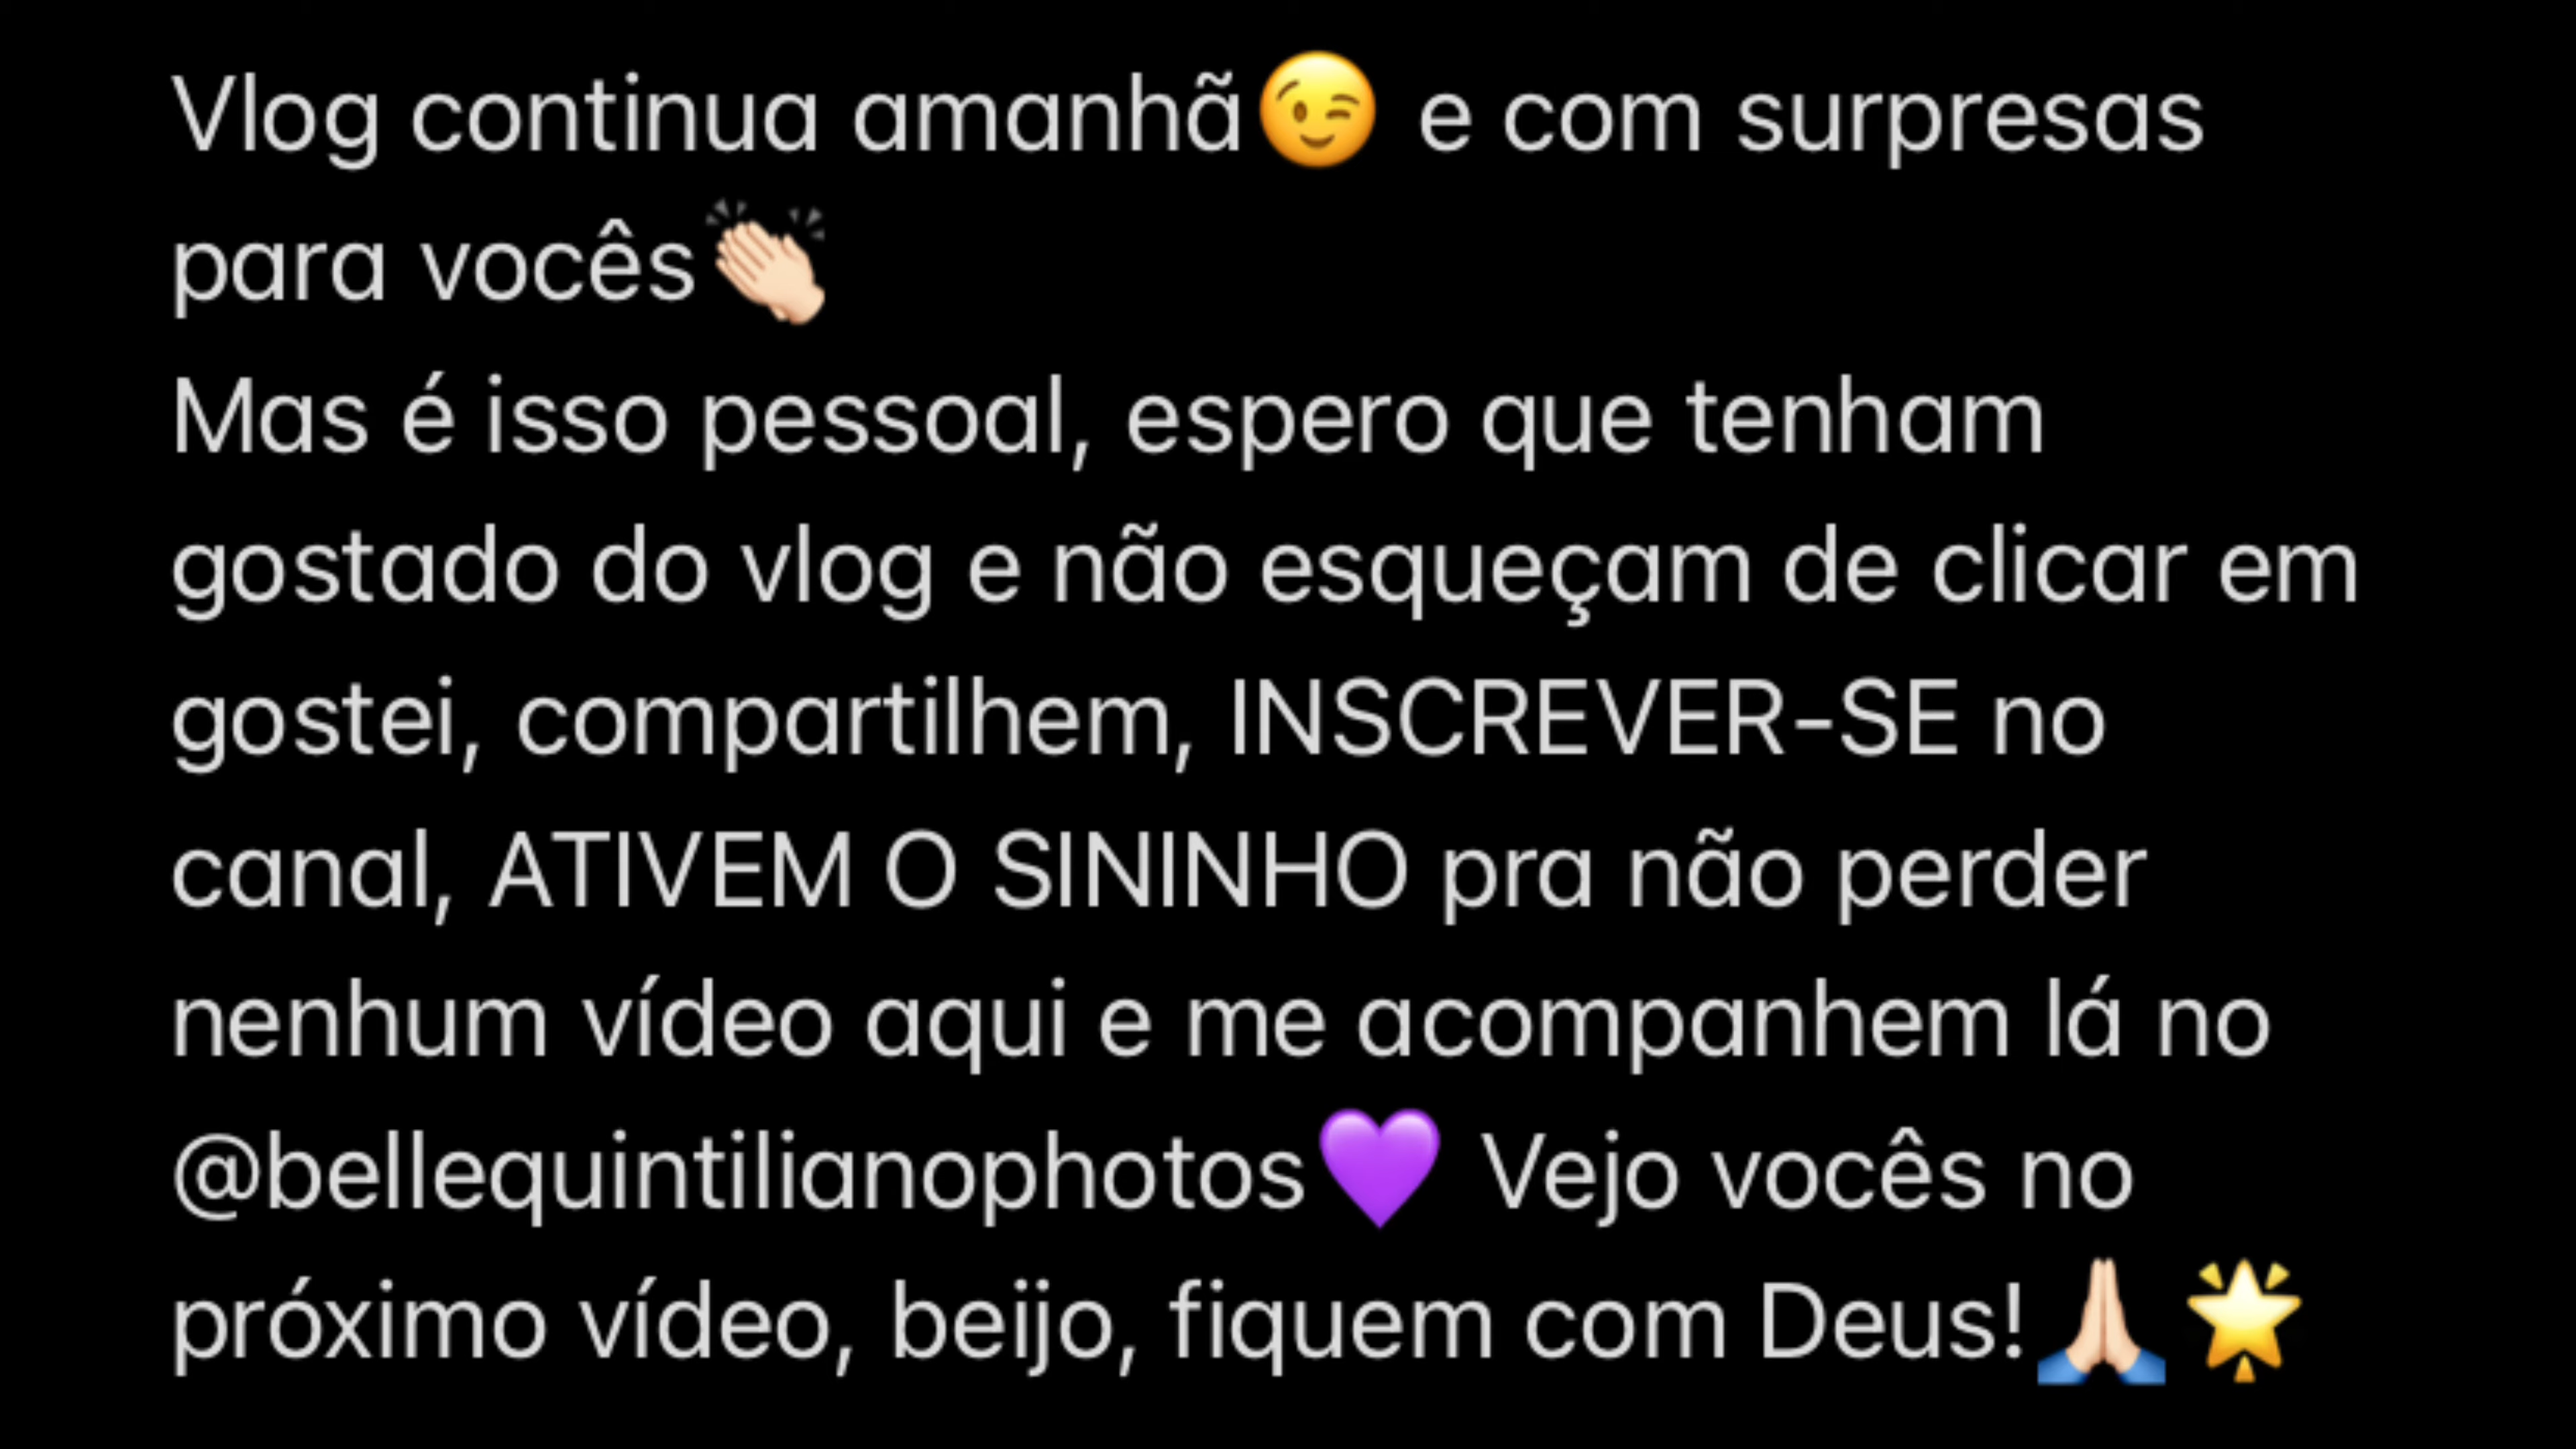 Vlog continua amanhã😉 e com surpresas
para vocês👏🏻
Mas é isso pessoal, espero que tenham
gostado do vlog e não esqueçam de clicar em
gostei, compartilhem, INSCREVER-SE no
canal, ATIVEM O SININHO pra não perder
nenhum vídeo aqui e me acompanhem lá no
@bellequintilianophotos💜 Vejo vocês no
próximo vídeo, beijo, fiquem com Deus!🙏🏻🌟